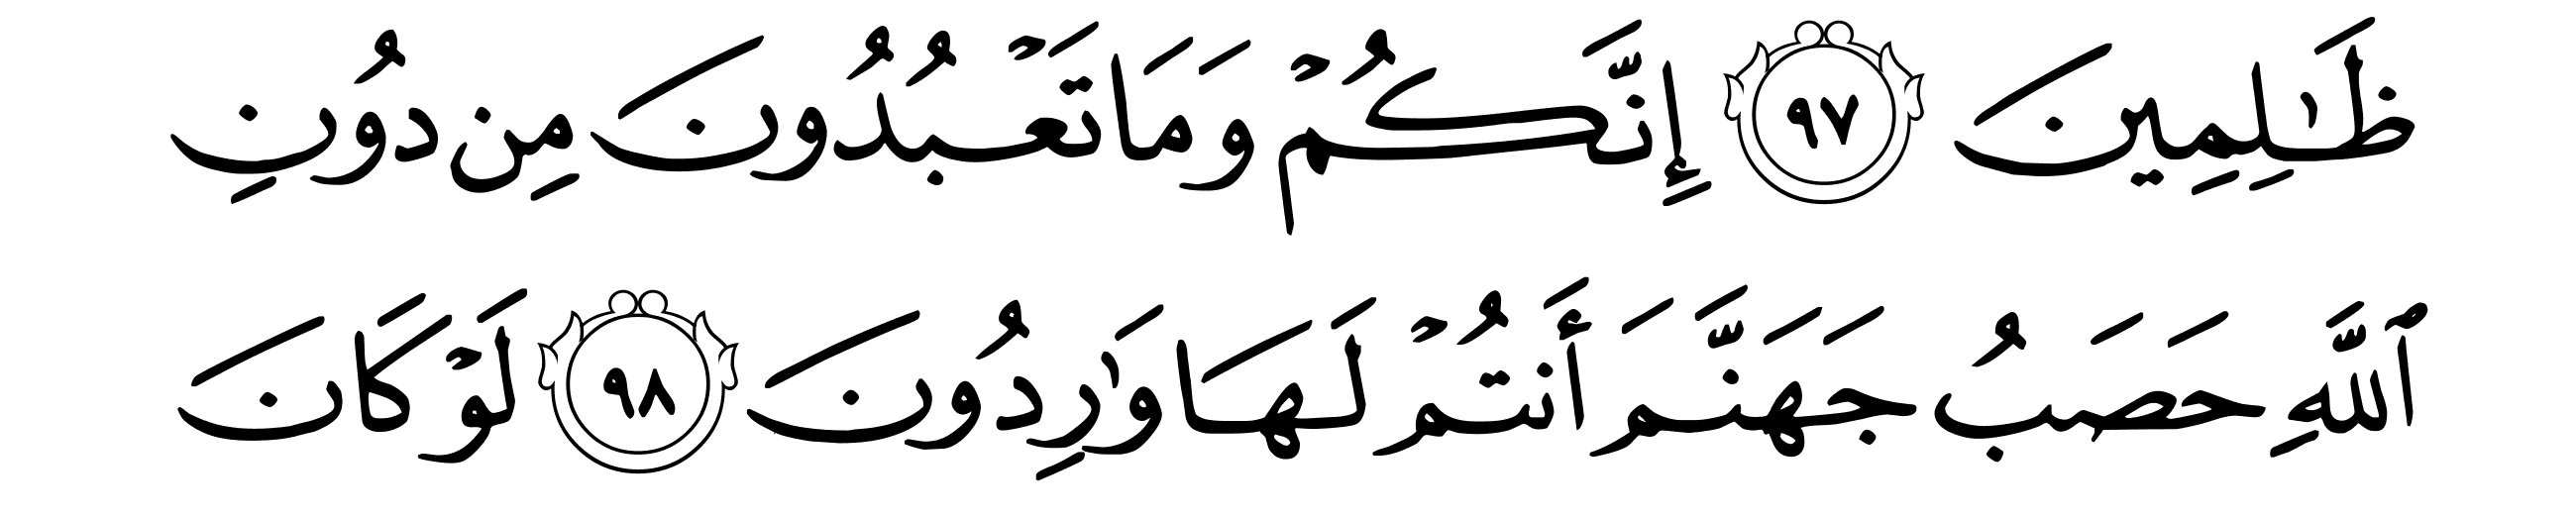 ظَٰلِمِينَ ٩٧ إِنَّكُمْ وَمَا تَعْبُدُونَ مِن دُونِ
ٱللَّهِ حَصَبُ جَهَنَّمَ أَنتُمْ لَهَا وَٰرِدُونَ ٩٨ لَوْ كَانَ